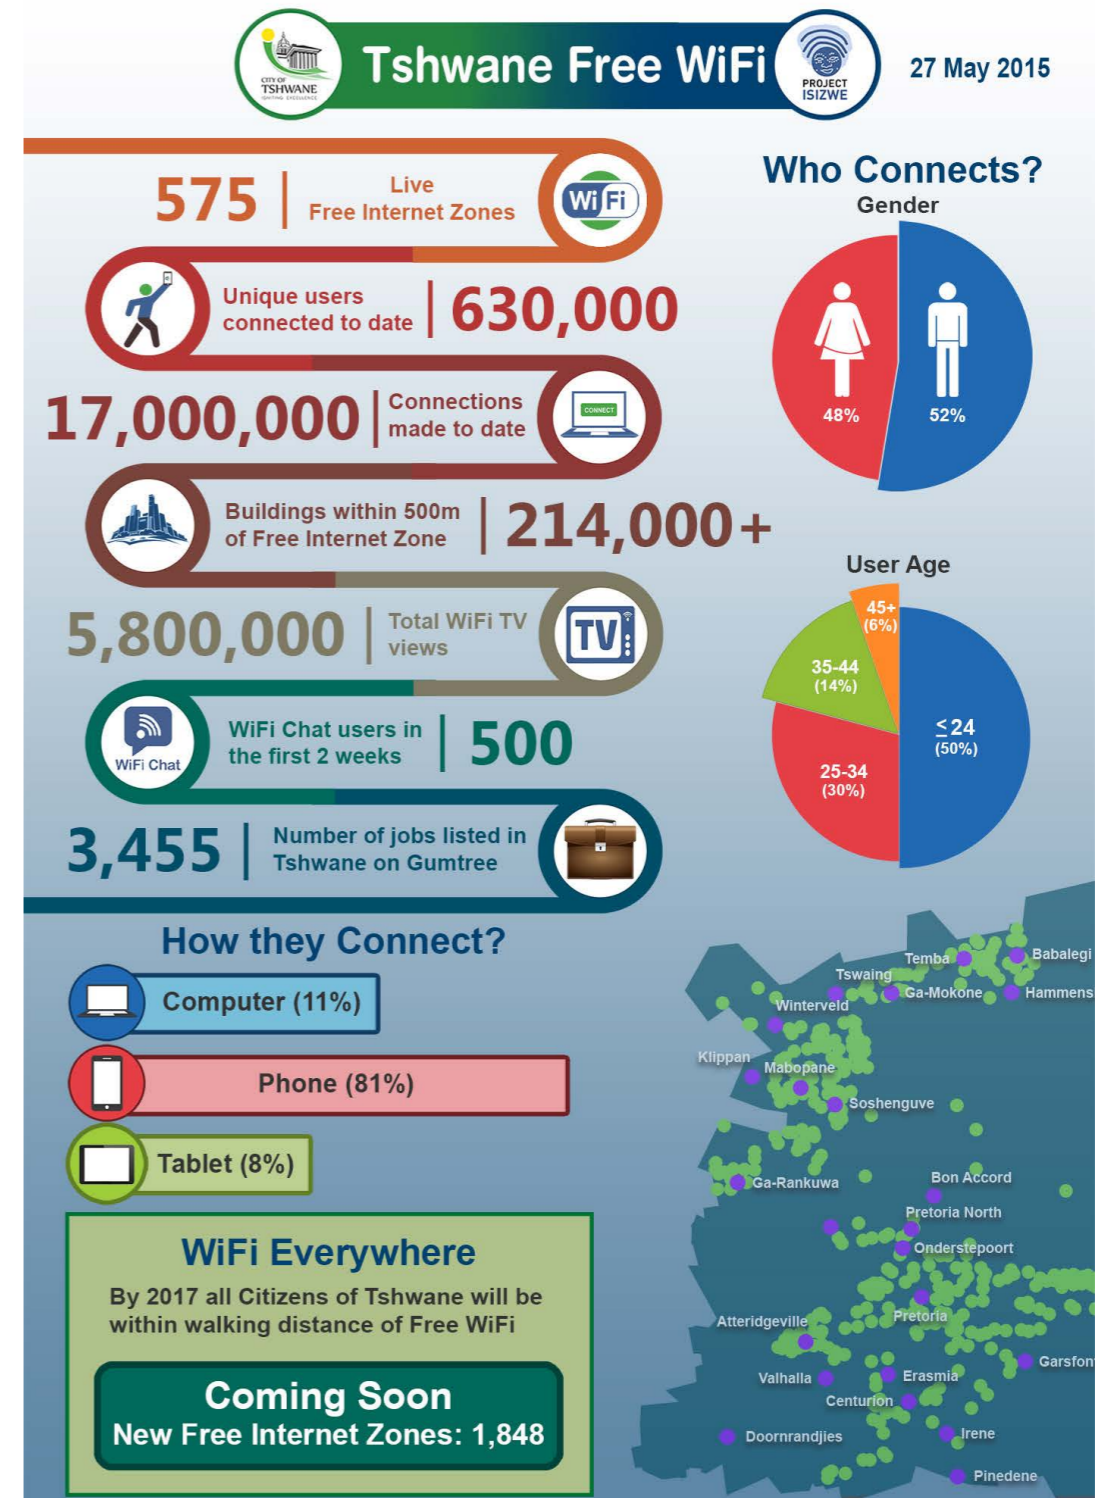 CITY OF
TSHWANE
IGNITING EXCELLENCE
Tshwane Free WiFi
PROJECT
ISIZWE
27 May 2015
575
Live
Free Internet Zones
WiFi
Unique users
connected to date
630,000
17,000,000
Connections
made to date
CONNECT
Buildings within 500m
of Free Internet Zone
214,000+
5,800,000
Total WiFi TV
views
TV
WiFi Chat
WiFi Chat users in
the first 2 weeks
500
3,455
Number of jobs listed in
Tshwane on Gumtree
Who Connects?
Gender
48%
52%
User Age
45+
(6%)
35-44
(14%)
≤24
(50%)
25-34
(30%)
How they Connect?
Computer (11%)
Phone (81%)
Tablet (8%)
WiFi Everywhere
By 2017 all Citizens of Tshwane will be
within walking distance of Free WiFi
Coming Soon
New Free Internet Zones: 1,848
Temba
Babalegi
Tswaing
Ga-Mokone
Hammensk
Winterveld
Klippan
Mabopane
Soshenguve
Ga-Rankuwa
Bon Accord
Pretoria North
Onderstepoort
Pretoria
Atteridgeville
Garsfon
Valhalla
Erasmia
Centurion
Doornrandjies
Irene
Pinedene